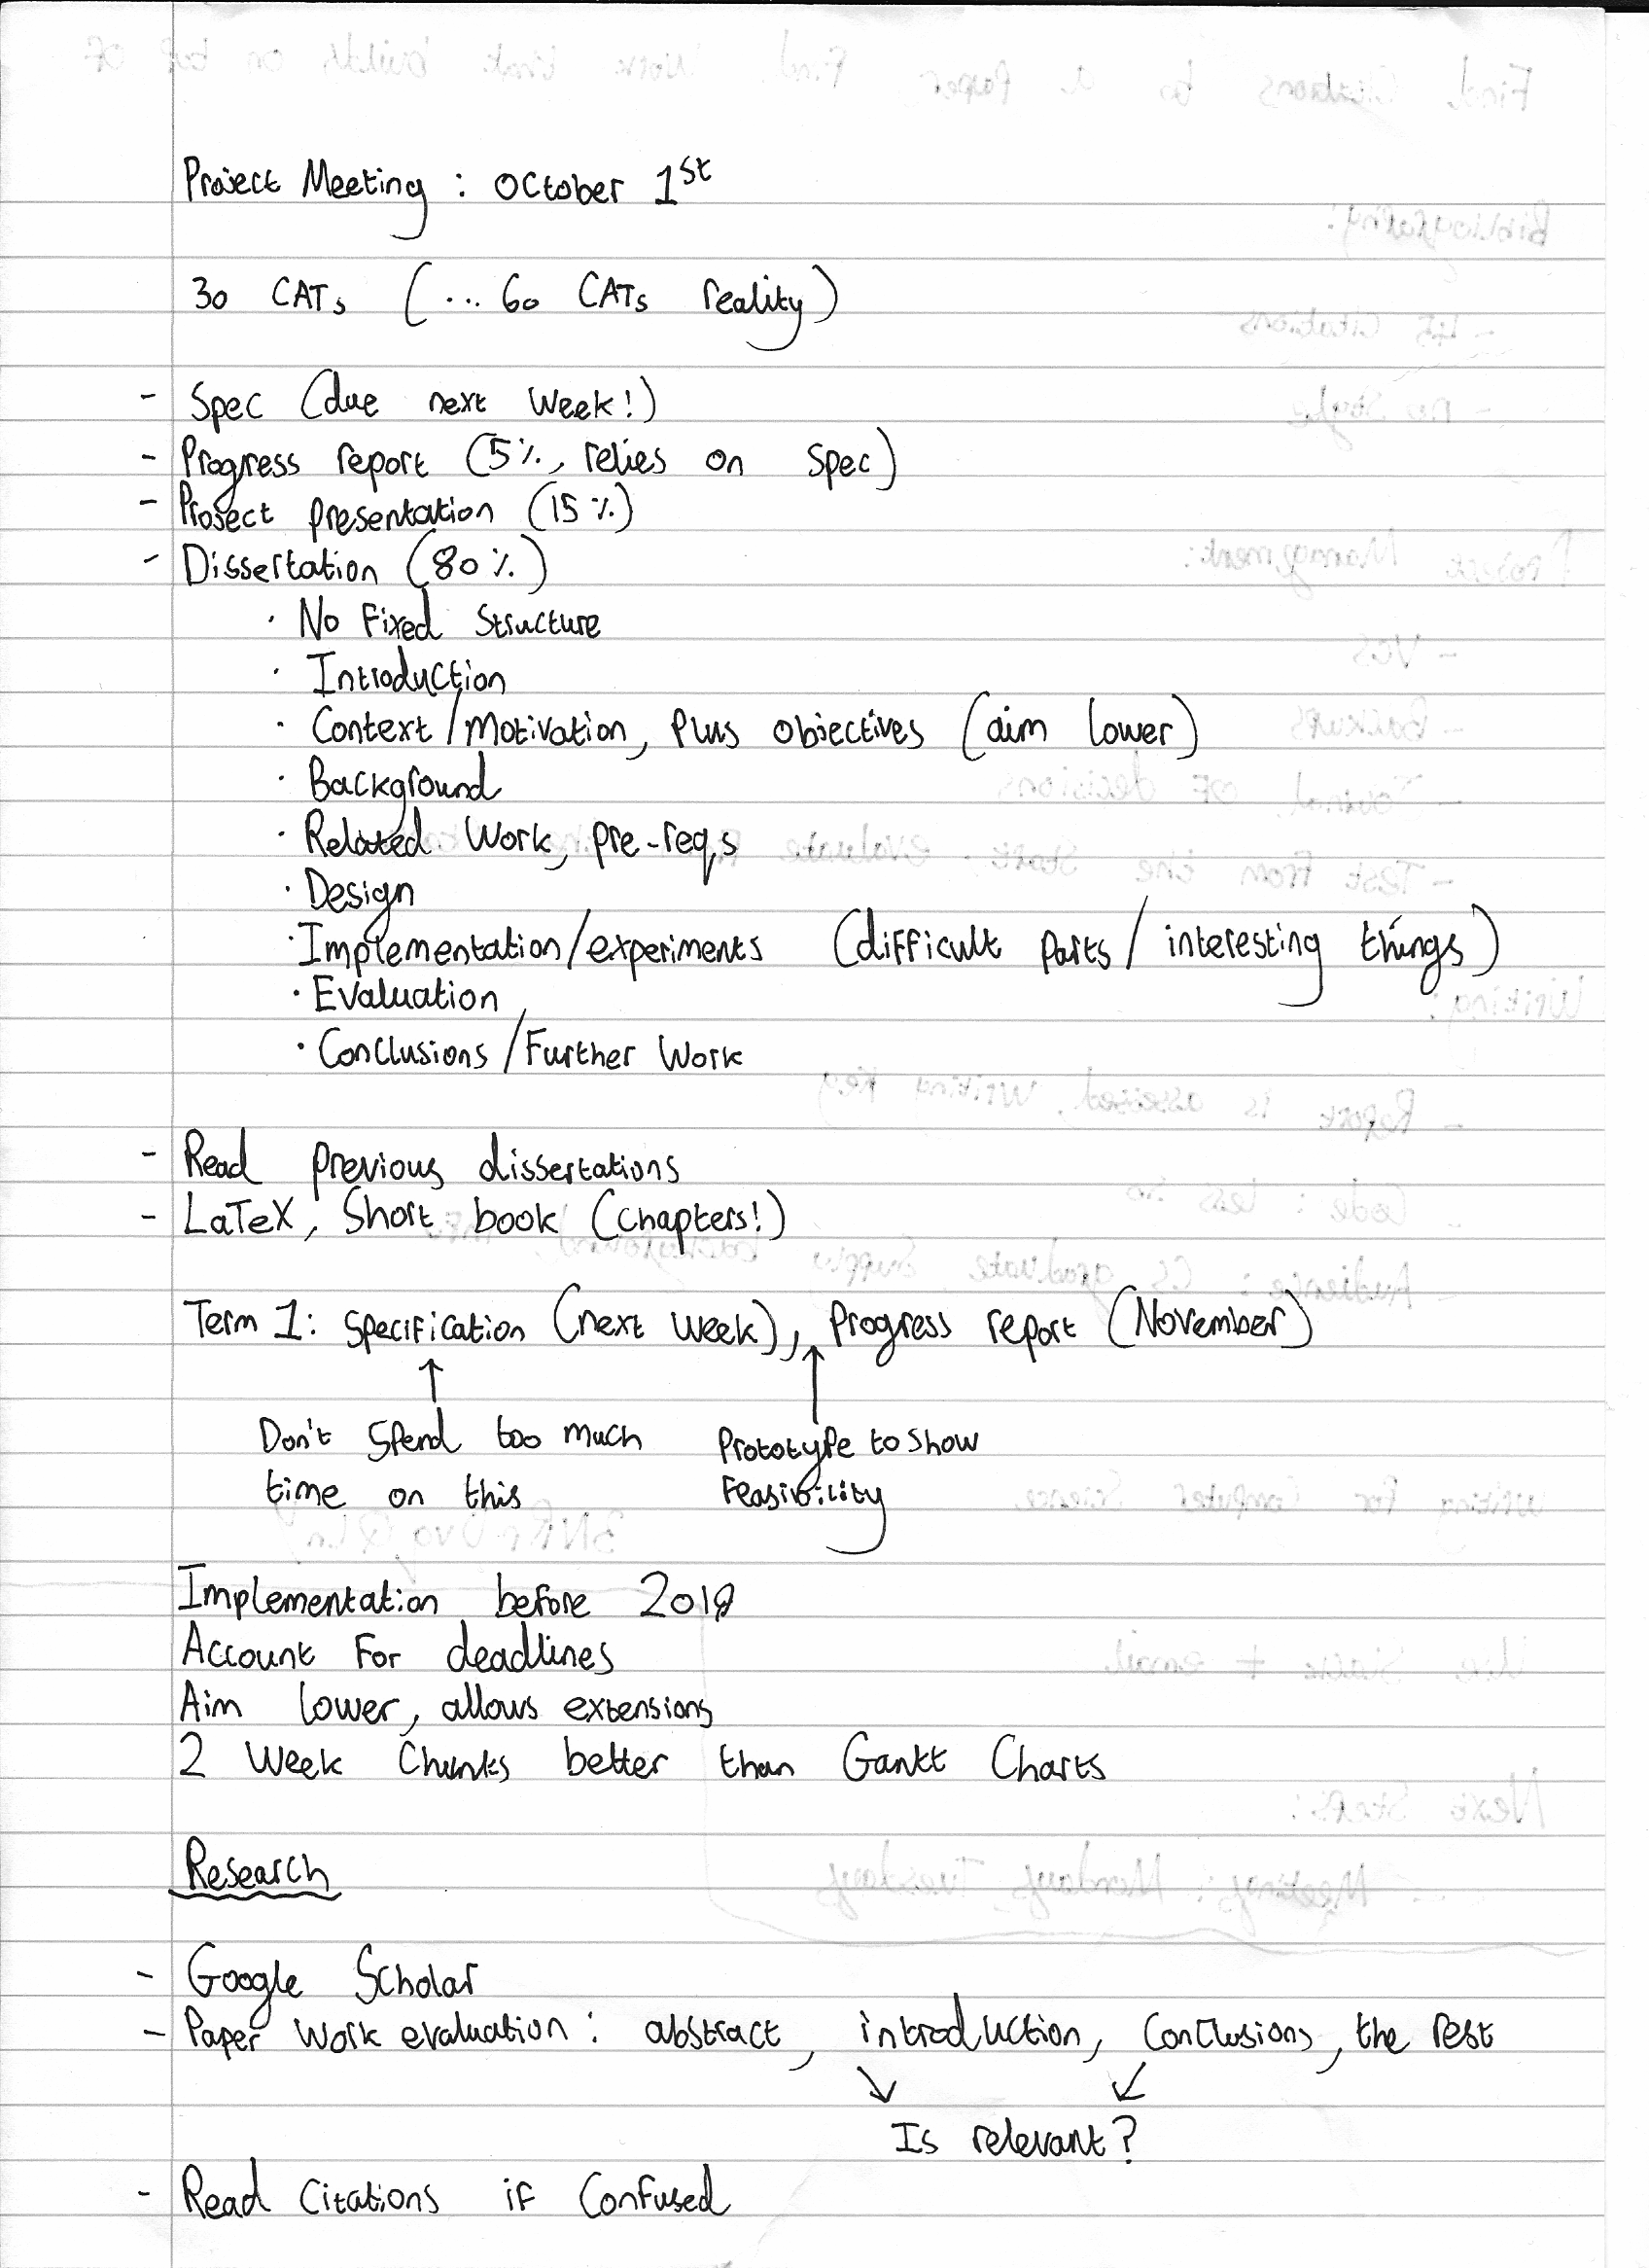 Project Meeting : October 1st
30 CATs (... 60 CATs reality)
- Spec (due next week!)
- Progress report (5%, relies on spec)
- Project presentation (15%)
- Dissertation (80%)
· No Fixed Structure
· Introduction
· Context/Motivation, Plus objectives (aim lower)
· Background
· Related Work, pre-reqs
· Design
· Implementation/experiments (difficult parts/interesting things)
· Evaluation
· Conclusions/Further Work
- Read previous dissertations
- LaTeX, Short book (chapters!)
Term 1: Specification (next week), Progress report (November)
↑ ↑
Don't spend too much Prototype to show
time on this Feasibility
Implementation before
Account For deadlines
Aim lower, allows extensions
2 Week Chunks better than Gantt Charts
Research
- Google Scholar
- Paper Work evaluation: abstract, introduction, conclusions, the rest
↘ ↙
Is relevant?
- Read Citations if Confused